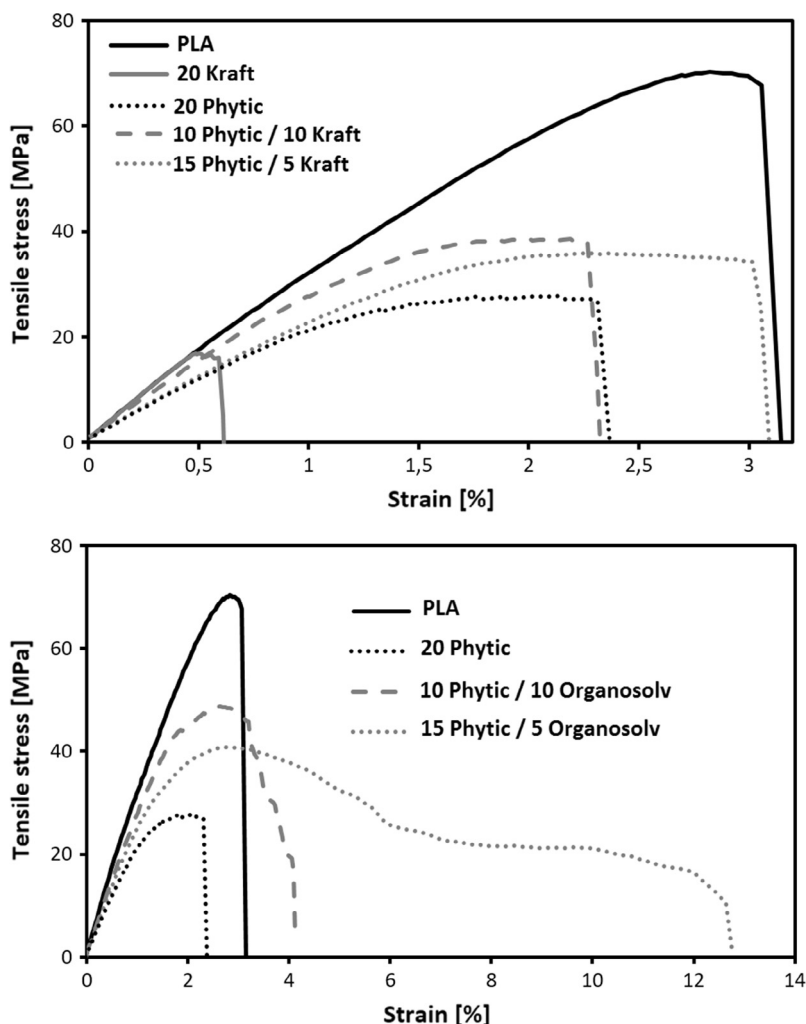 80
60
40
20
0
Tensile stress [MPa]
PLA
20 Kraft
20 Phytic
10 Phytic / 10 Kraft
15 Phytic / 5 Kraft
0 0,5 1 1,5 2 2,5 3
Strain [%]
80
60
40
20
0
Tensile stress [MPa]
PLA
20 Phytic
10 Phytic / 10 Organosolv
15 Phytic / 5 Organosolv
0 2 4 6 8 10 12 14
Strain [%]